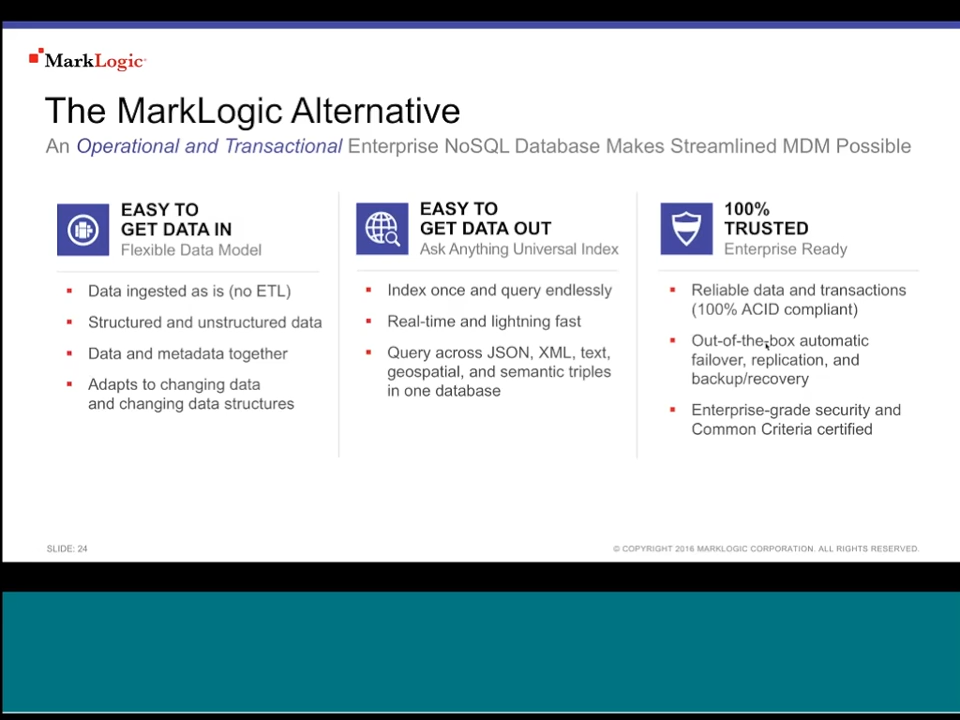 MarkLogic
The MarkLogic Alternative
An Operational and Transactional Enterprise NoSQL Database Makes Streamlined MDM Possible
EASY TO
GET DATA IN
Flexible Data Model
▪ Data ingested as is (no ETL)
▪ Structured and unstructured data
▪ Data and metadata together
▪ Adapts to changing data
and changing data structures
EASY TO
GET DATA OUT
Ask Anything Universal Index
▪ Index once and query endlessly
▪ Real-time and lightning fast
▪ Query across JSON, XML, text,
geospatial, and semantic triples
in one database
100%
TRUSTED
Enterprise Ready
▪ Reliable data and transactions
(100% ACID compliant)
▪ Out-of-the-box automatic
failover, replication, and
backup/recovery
▪ Enterprise-grade security and
Common Criteria certified
SLIDE: 24
© COPYRIGHT 2016 MARKLOGIC CORPORATION. ALL RIGHTS RESERVED.